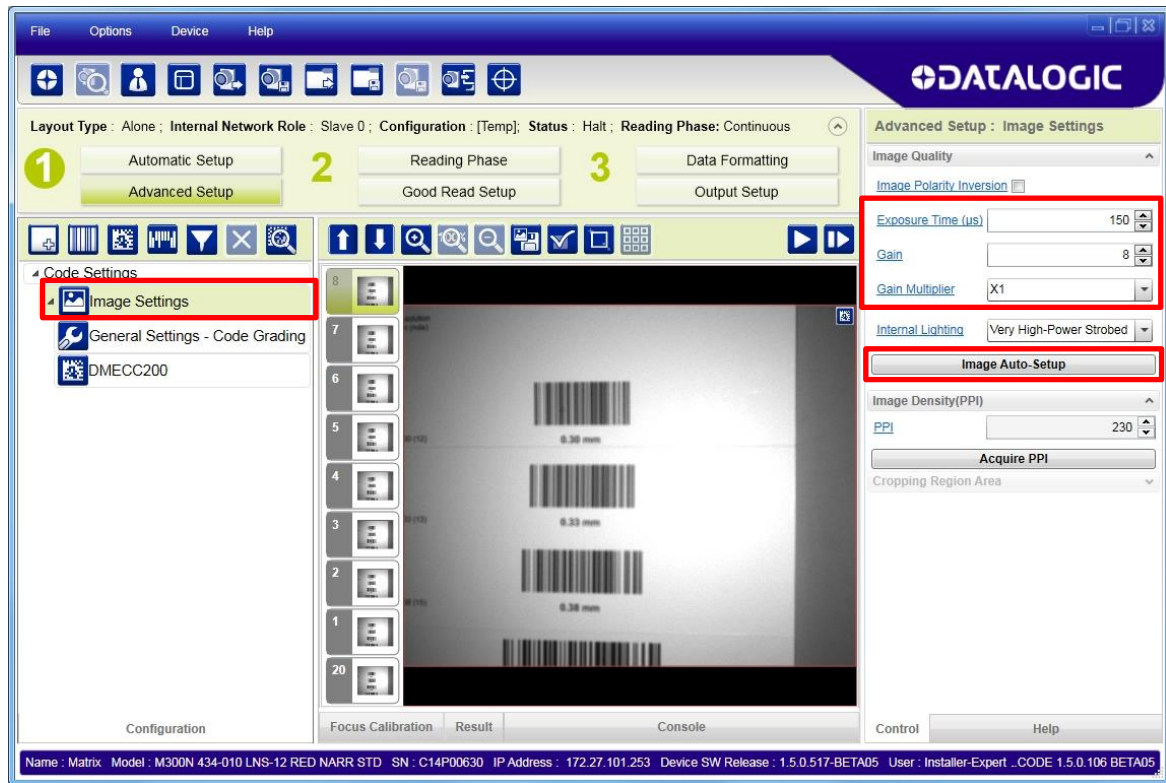 File Options Device Help
DATALOGIC
Layout Type : Alone ; Internal Network Role : Slave 0 ; Configuration : [Temp]; Status : Halt ; Reading Phase: Continuous
1 Automatic Setup 2 Reading Phase 3 Data Formatting
Advanced Setup Good Read Setup Output Setup
Code Settings
Image Settings
General Settings - Code Grading
DMECC200
Configuration
100%
8
7
6
5
4
3
2
1
20
0.30 mm
0.33 mm
0.38 mm
Focus Calibration Result Console
Advanced Setup : Image Settings
Image Quality
Image Polarity Inversion
Exposure Time (µs) 150
Gain 8
Gain Multiplier X1
Internal Lighting Very High-Power Strobed
Image Auto-Setup
Image Density(PPI)
PPI 230
Acquire PPI
Cropping Region Area
Control Help
Name : Matrix Model : M300N 434-010 LNS-12 RED NARR STD SN : C14P00630 IP Address : 172.27.101.253 Device SW Release : 1.5.0.517-BETA05 User : Installer-Expert ..CODE 1.5.0.106 BETA05